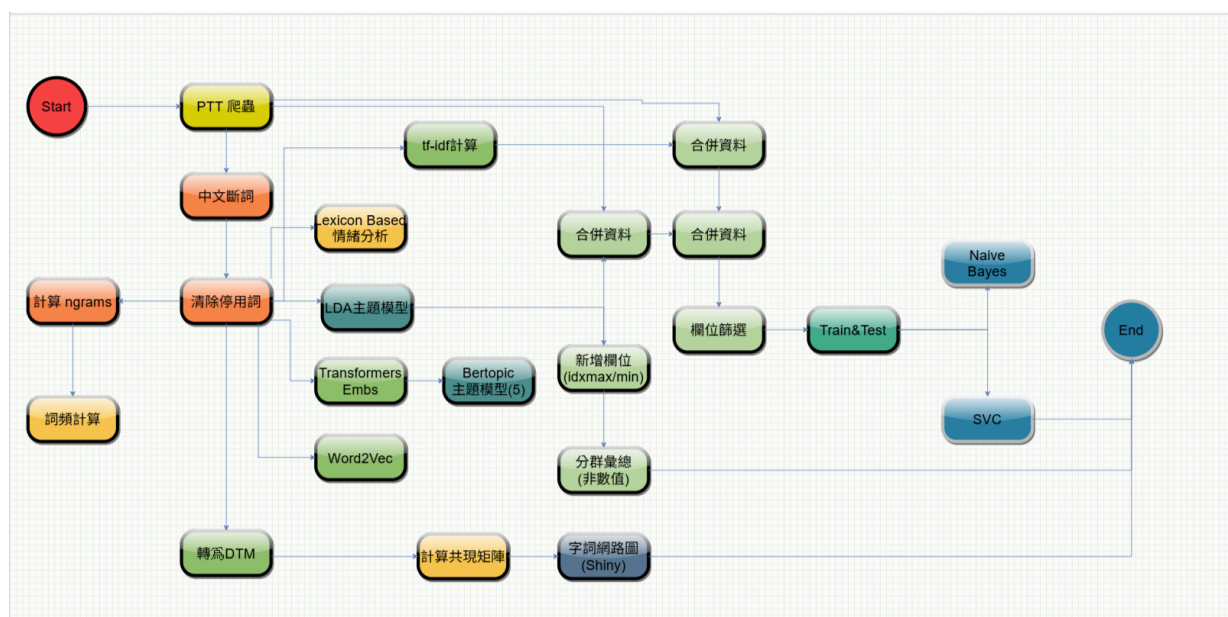 Start
PTT 爬蟲
tf-idf計算
合併資料
中文斷詞
Lexicon Based
情緒分析
合併資料
合併資料
Naive
Bayes
計算 ngrams
清除停用詞
LDA主題模型
欄位篩選
Train&Test
End
新增欄位
(idxmax/min)
Transformers
Embs
Bertopic
主題模型(5)
詞頻計算
SVC
Word2Vec
分群彙總
(非數值)
轉為DTM
計算共現矩陣
字詞網路圖
(Shiny)